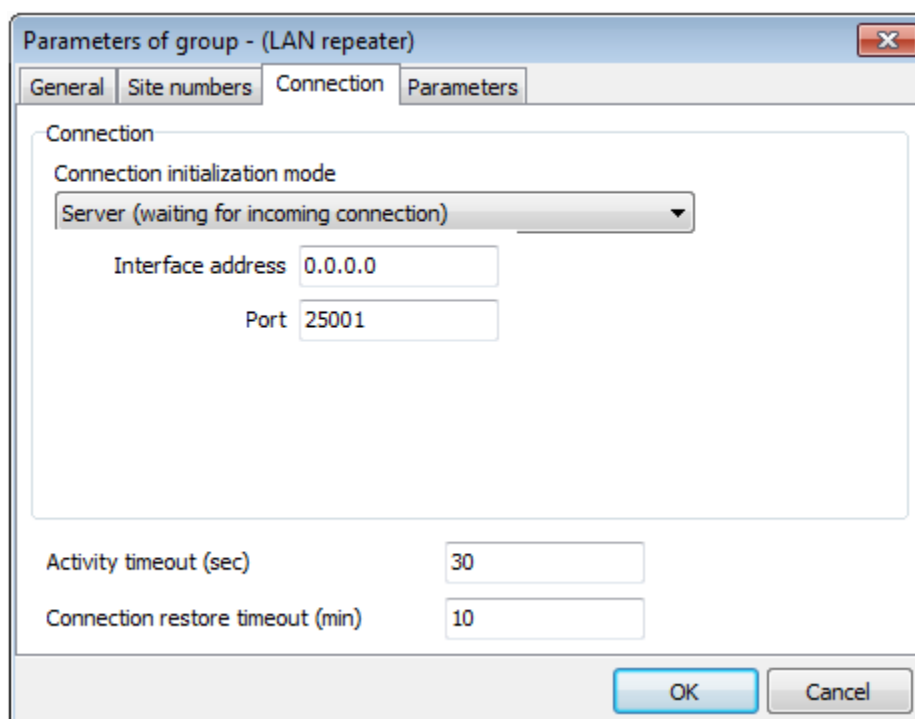 Parameters of group - (LAN repeater)
General Site numbers Connection Parameters
Connection
Connection initialization mode
Server (waiting for incoming connection)
Interface address 0.0.0.0
Port 25001
Activity timeout (sec) 30
Connection restore timeout (min) 10
OK Cancel